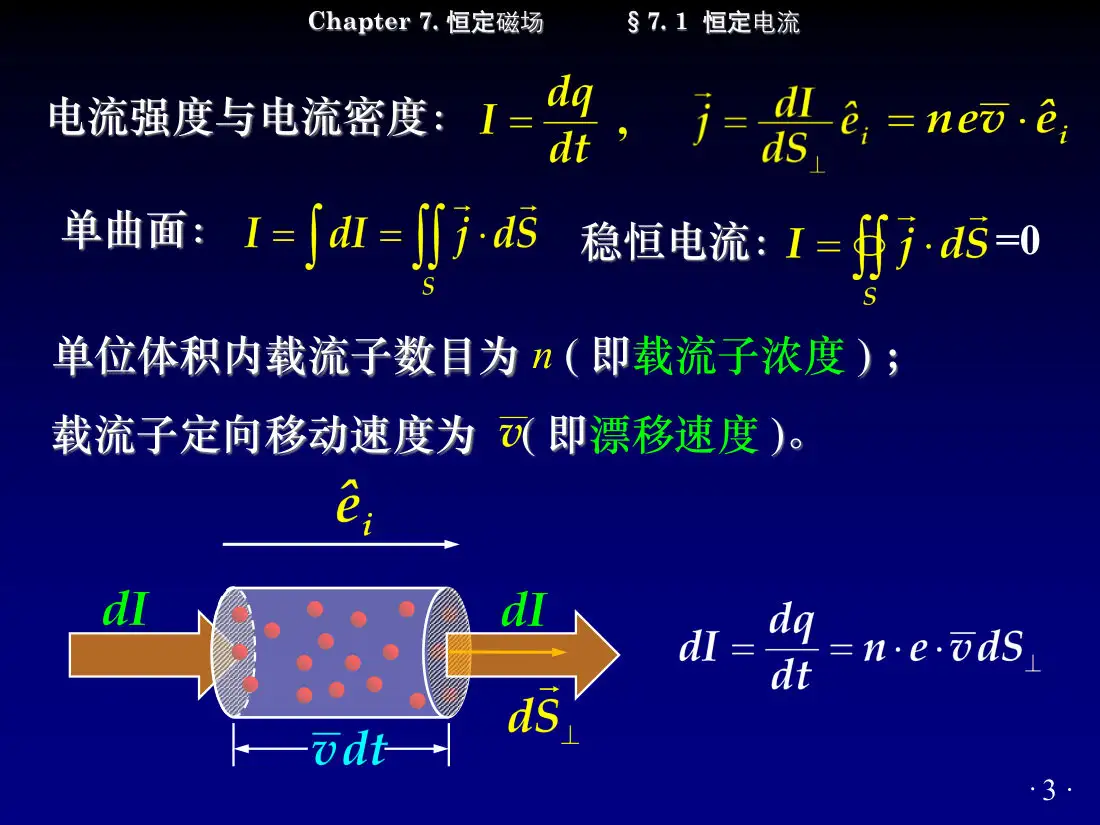 Chapter 7. 恒定磁场 §7. 1 恒定电流
电流强度与电流密度： I = dq/dt ， j⃗ = dI/dS⊥ ê_i = n e v̅ · ê_i
单曲面： I = ∫ dI = ∬_S j⃗ · dS⃗ 稳恒电流： I = ∯_S j⃗ · dS⃗ =0
单位体积内载流子数目为 n ( 即载流子浓度 ) ；
载流子定向移动速度为 v̅ ( 即漂移速度 )。
ê_i
dI dI
dI = dq/dt = n · e · v̅ dS⊥
dS⃗⊥
v̅ dt
· 3 ·